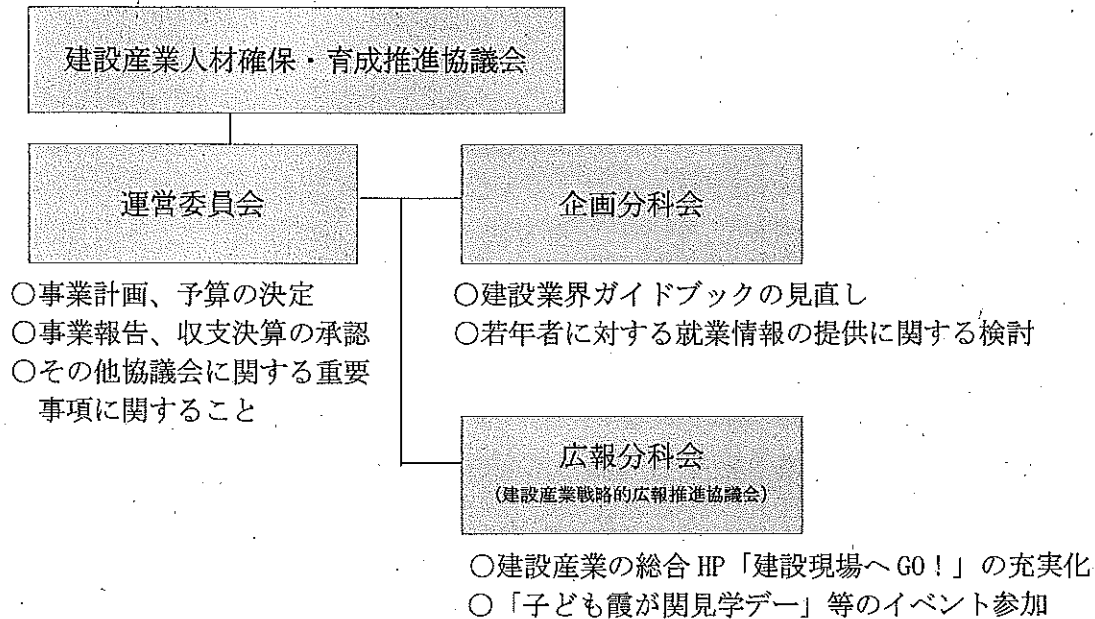 建設産業人材確保・育成推進協議会
運営委員会
○事業計画、予算の決定
○事業報告、収支決算の承認
○その他協議会に関する重要
事項に関すること
企画分科会
○建設業界ガイドブックの見直し
○若年者に対する就業情報の提供に関する検討
広報分科会
(建設産業戦略的広報推進協議会)
○建設産業の総合HP「建設現場へGO！」の充実化
○「子ども霞が関見学デー」等のイベント参加